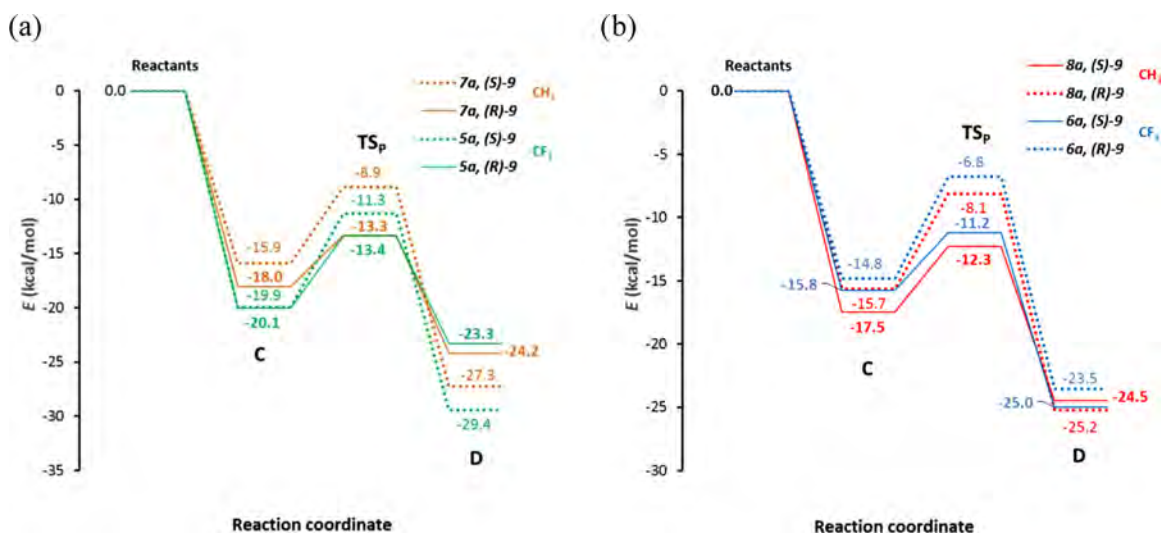 (a)
Reactants
0.0
0
-5
-10
-15
-20
-25
-30
-35
E (kcal/mol)
7a, (S)-9
7a, (R)-9
CH₃
5a, (S)-9
5a, (R)-9
CF₃
TSP
-8.9
-11.3
-13.3
-13.4
-15.9
-18.0
-19.9
-20.1
C
-23.3
-24.2
-27.3
-29.4
D
Reaction coordinate
(b)
Reactants
0.0
0
-5
-10
-15
-20
-25
-30
E (kcal/mol)
8a, (S)-9
8a, (R)-9
CH₃
6a, (S)-9
6a, (R)-9
CF₃
TSP
-6.8
-8.1
-11.2
-12.3
-14.8
-15.8
-15.7
-17.5
C
-23.5
-24.5
-25.0
-25.2
D
Reaction coordinate